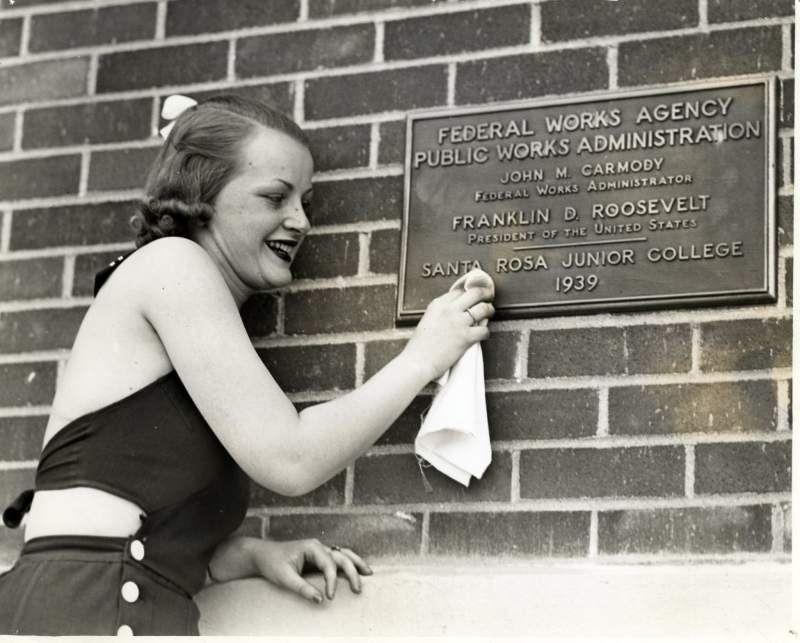 FEDERAL WORKS AGENCY
PUBLIC WORKS ADMINISTRATION
JOHN M. CARMODY
FEDERAL WORKS ADMINISTRATOR
FRANKLIN D. ROOSEVELT
PRESIDENT OF THE UNITED STATES
SANTA ROSA JUNIOR COLLEGE
1939